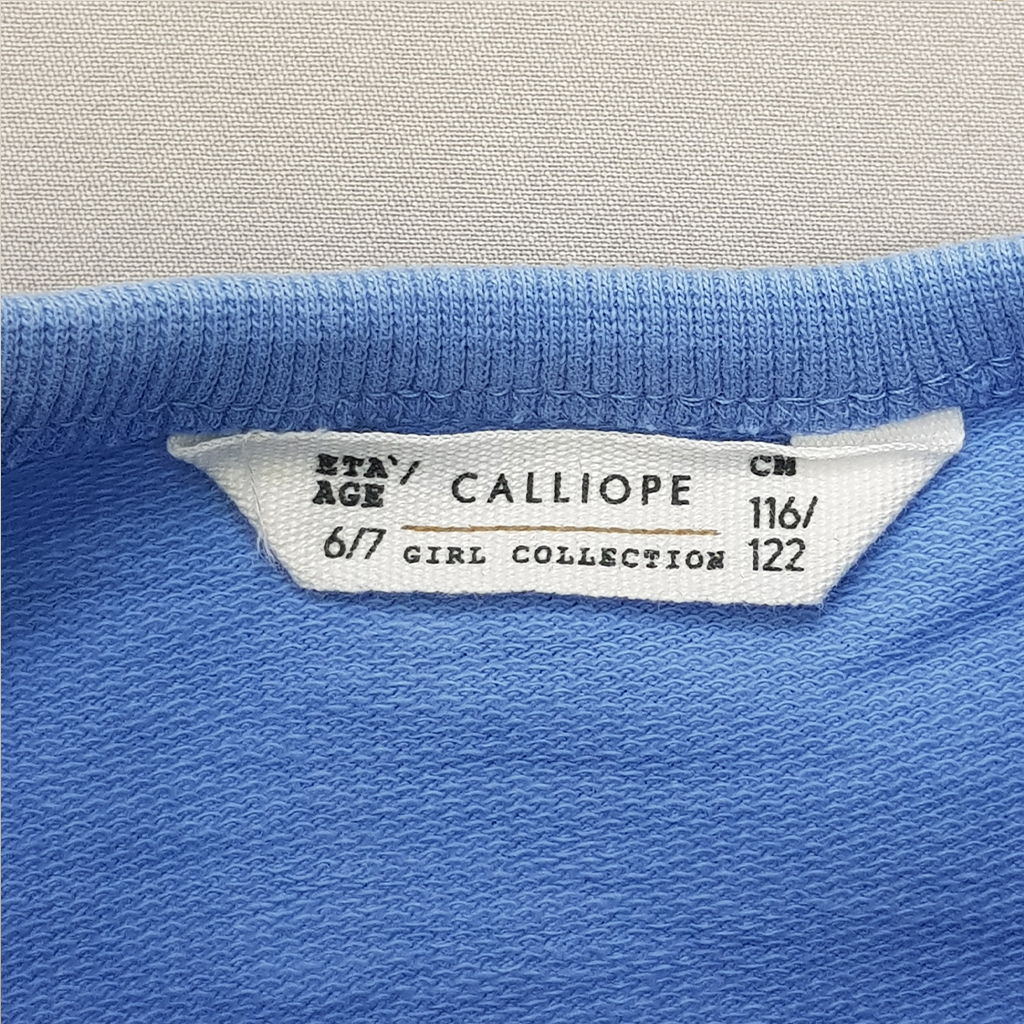 ETA'/
AGE
6/7
CALLIOPE
GIRL COLLECTION
CM
116/
122